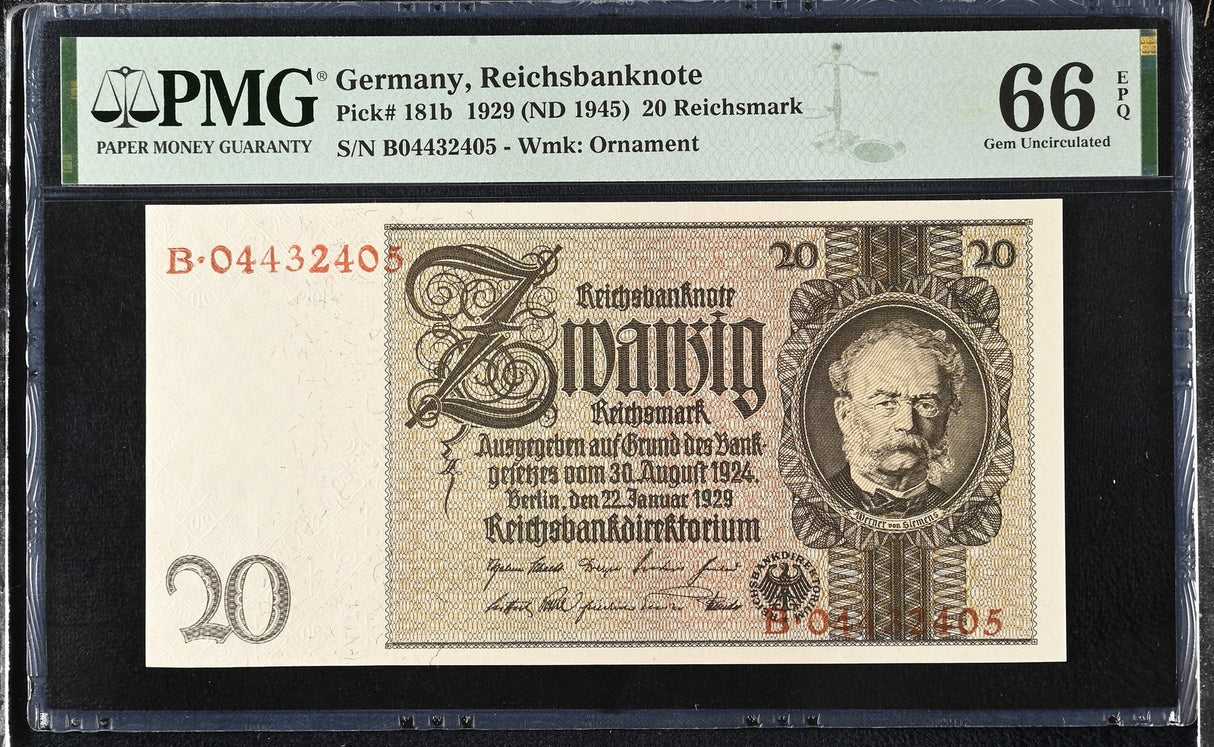 PMG®
PAPER MONEY GUARANTY
Germany, Reichsbanknote
Pick# 181b 1929 (ND 1945) 20 Reichsmark
S/N B04432405 - Wmk: Ornament
66
EPQ
Gem Uncirculated
B·04432405
20 20
Reichsbanknote
Zwanzig
Reichsmark
Ausgegeben auf Grund des Bank-
gesetzes vom 30. August 1924.
Berlin, den 22. Januar 1929
Reichsbankdirektorium
Werner von Siemens
REICHSBANKDIREKTORIUM
20
B·04432405